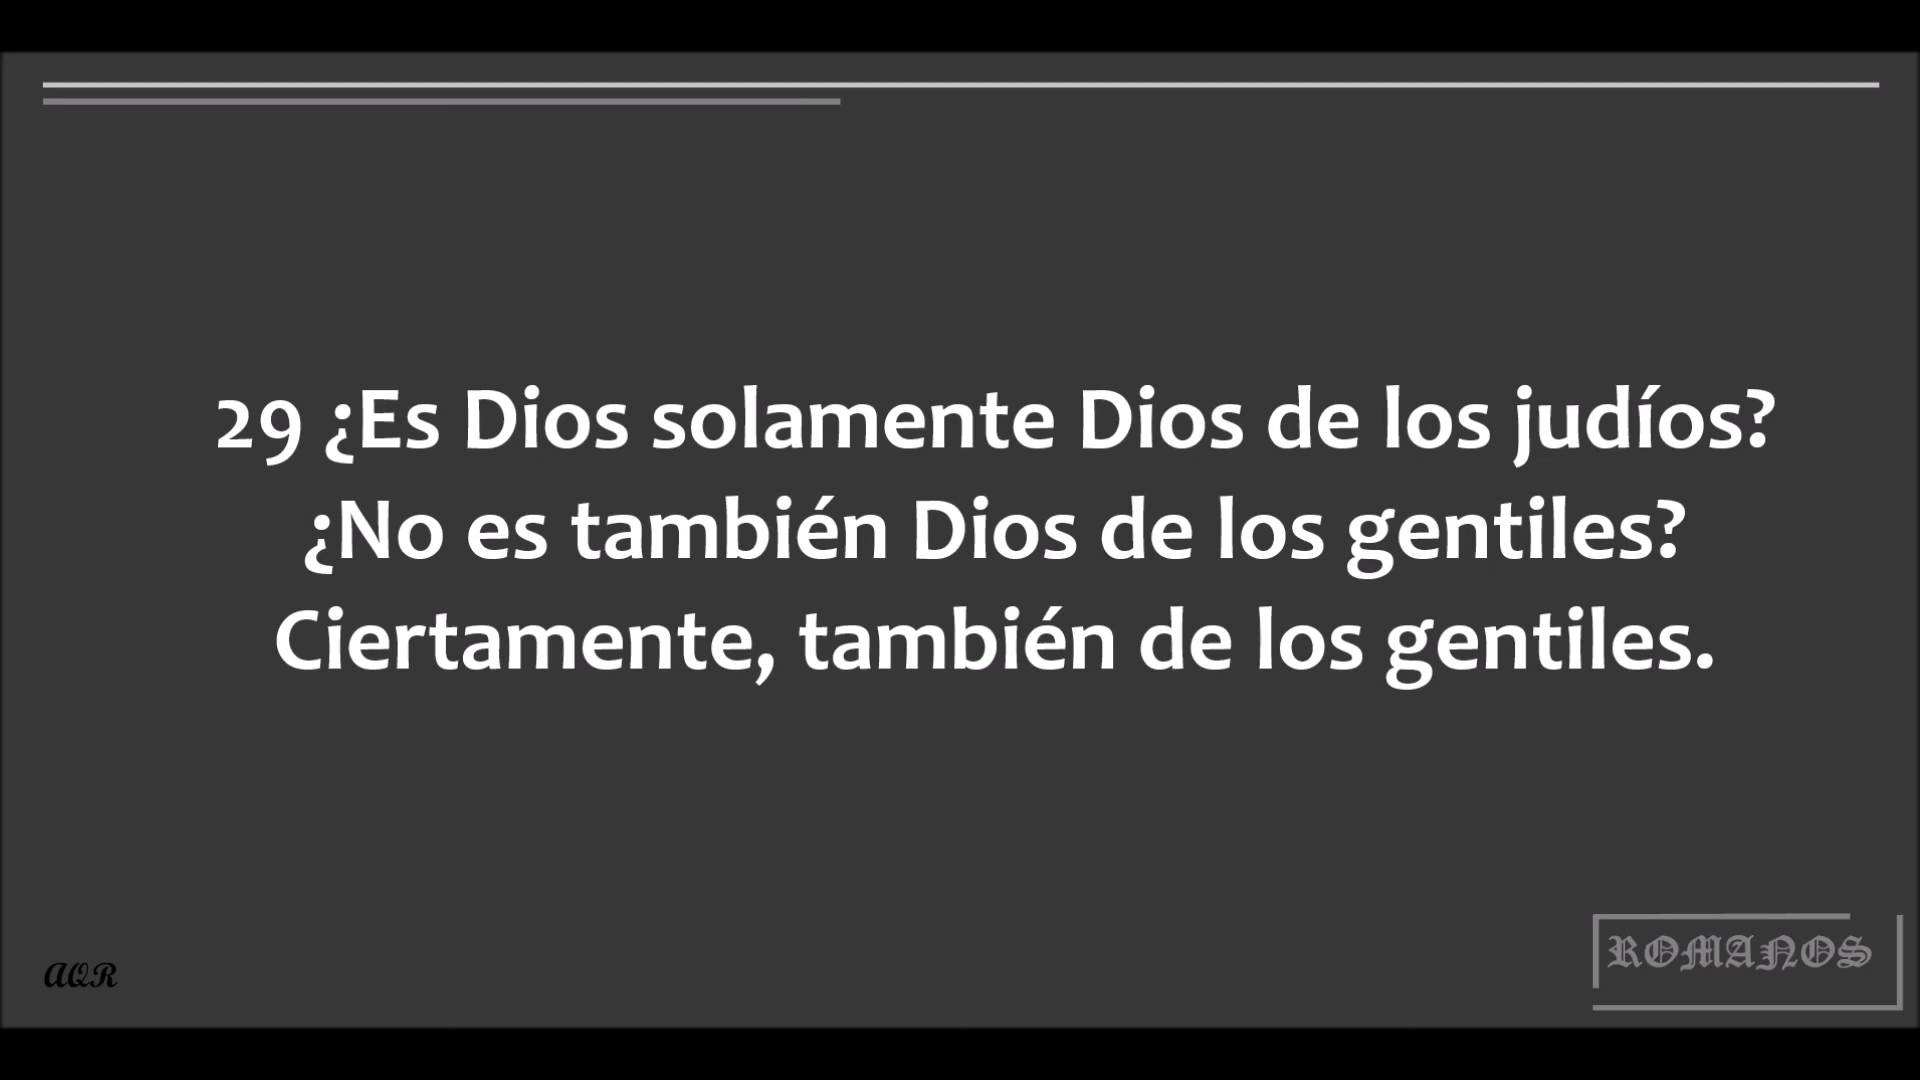 29 ¿Es Dios solamente Dios de los judíos?
¿No es también Dios de los gentiles?
Ciertamente, también de los gentiles.
ROMANOS
AQR